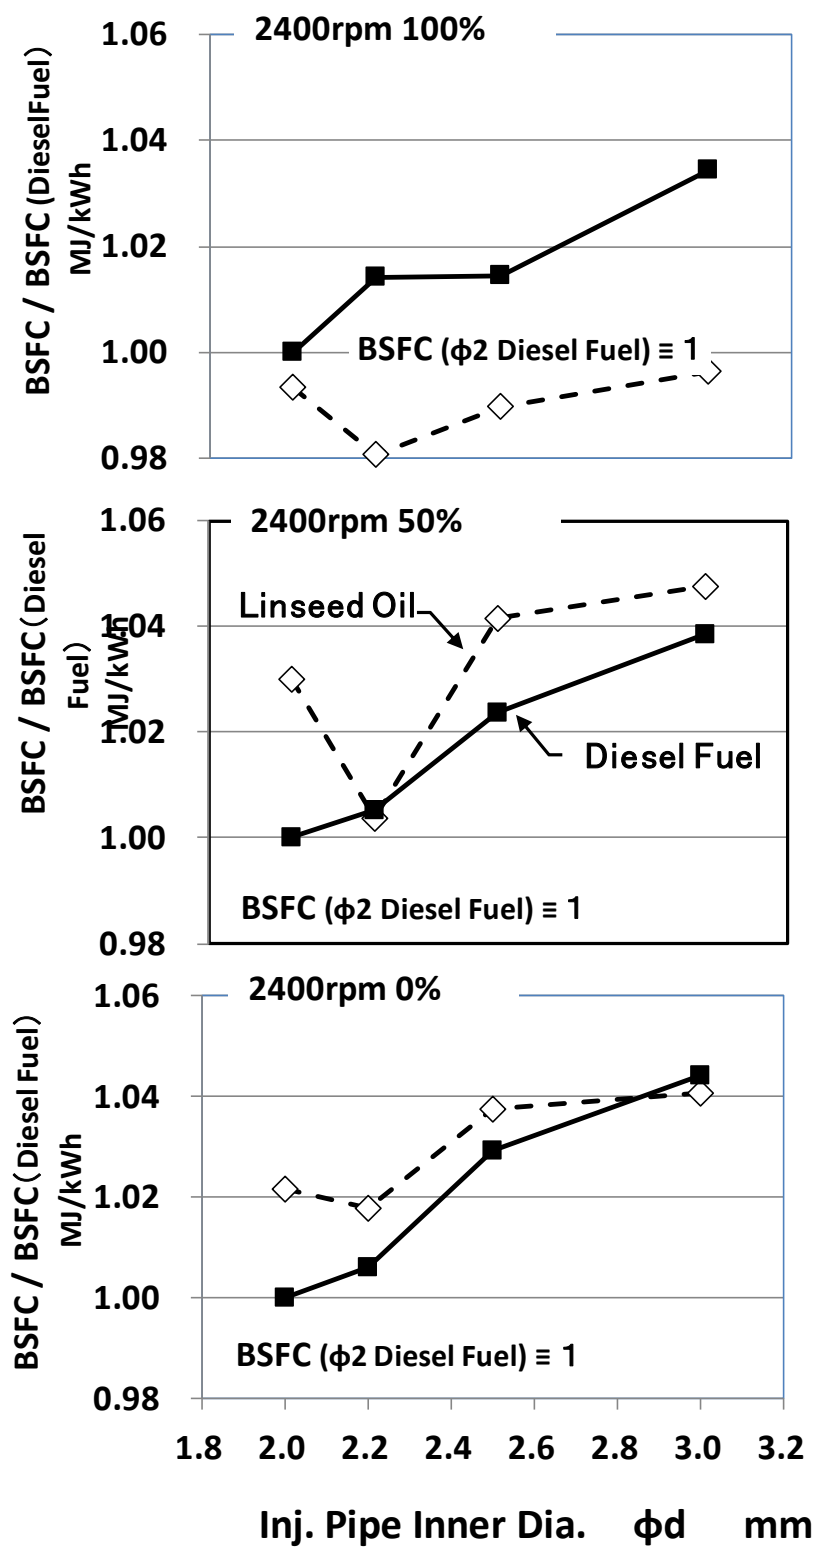 2400rpm 100%
1.06
1.04
1.02
1.00
0.98
BSFC / BSFC (DieselFuel)
MJ/kWh
BSFC (ϕ2 Diesel Fuel) ≡ 1
2400rpm 50%
1.06
1.04
1.02
1.00
0.98
BSFC / BSFC(Diesel
Fuel)
MJ/kWh
Linseed Oil
Diesel Fuel
BSFC (ϕ2 Diesel Fuel) ≡ 1
2400rpm 0%
1.06
1.04
1.02
1.00
0.98
BSFC / BSFC(Diesel Fuel)
MJ/kWh
BSFC (ϕ2 Diesel Fuel) ≡ 1
1.8 2.0 2.2 2.4 2.6 2.8 3.0 3.2
Inj. Pipe Inner Dia. ϕd mm